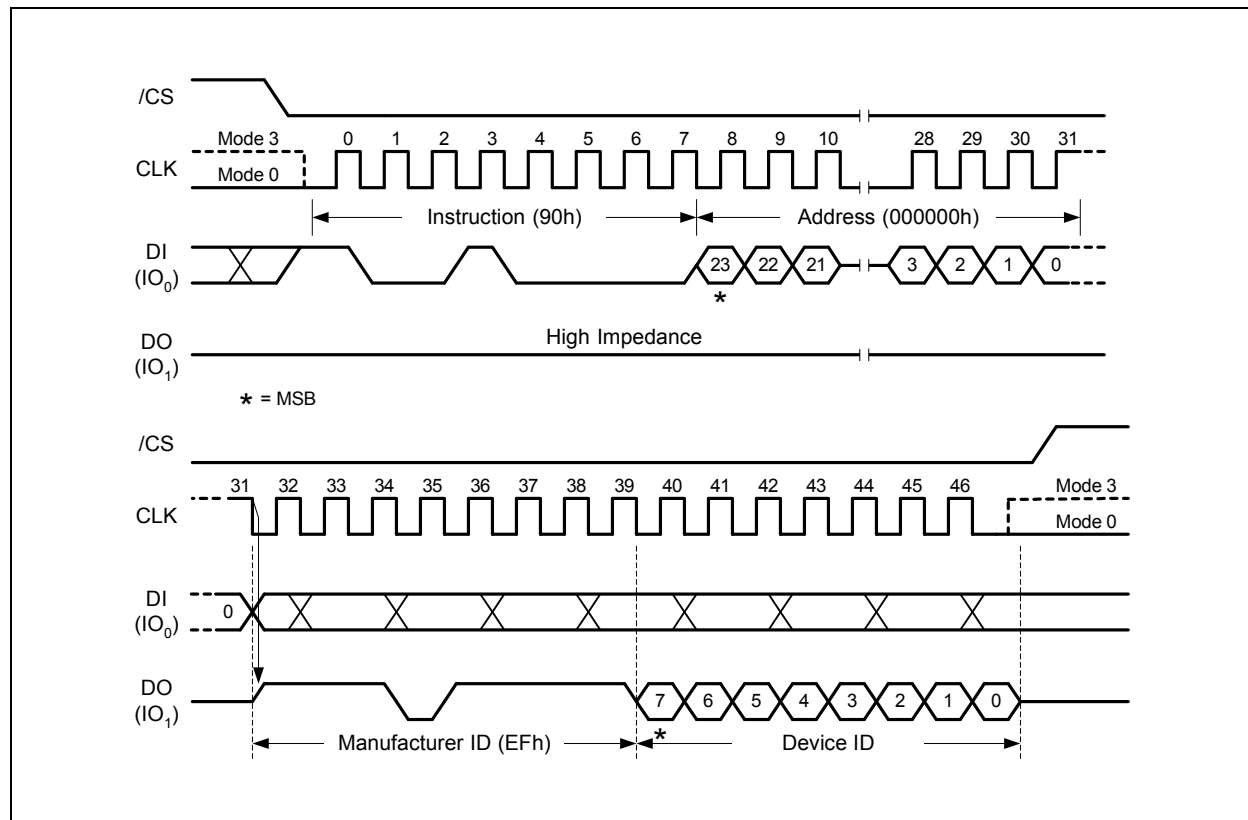 /CS
Mode 3
0 1 2 3 4 5 6 7 8 9 10 28 29 30 31
CLK
Mode 0
Instruction (90h)
Address (000000h)
DI
(IO0)
23 22 21 3 2 1 0
*
High Impedance
DO
(IO1)
* = MSB
/CS
31 32 33 34 35 36 37 38 39 40 41 42 43 44 45 46
Mode 3
CLK
Mode 0
DI
(IO0)
0
DO
(IO1)
7 6 5 4 3 2 1 0
*
Manufacturer ID (EFh)
Device ID